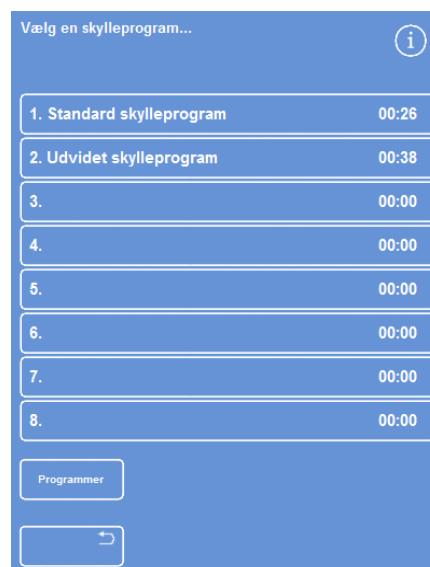 Vælg en skylleprogram...
i
1. Standard skylleprogram 00:26
2. Udvidet skylleprogram 00:38
3. 00:00
4. 00:00
5. 00:00
6. 00:00
7. 00:00
8. 00:00
Programmer